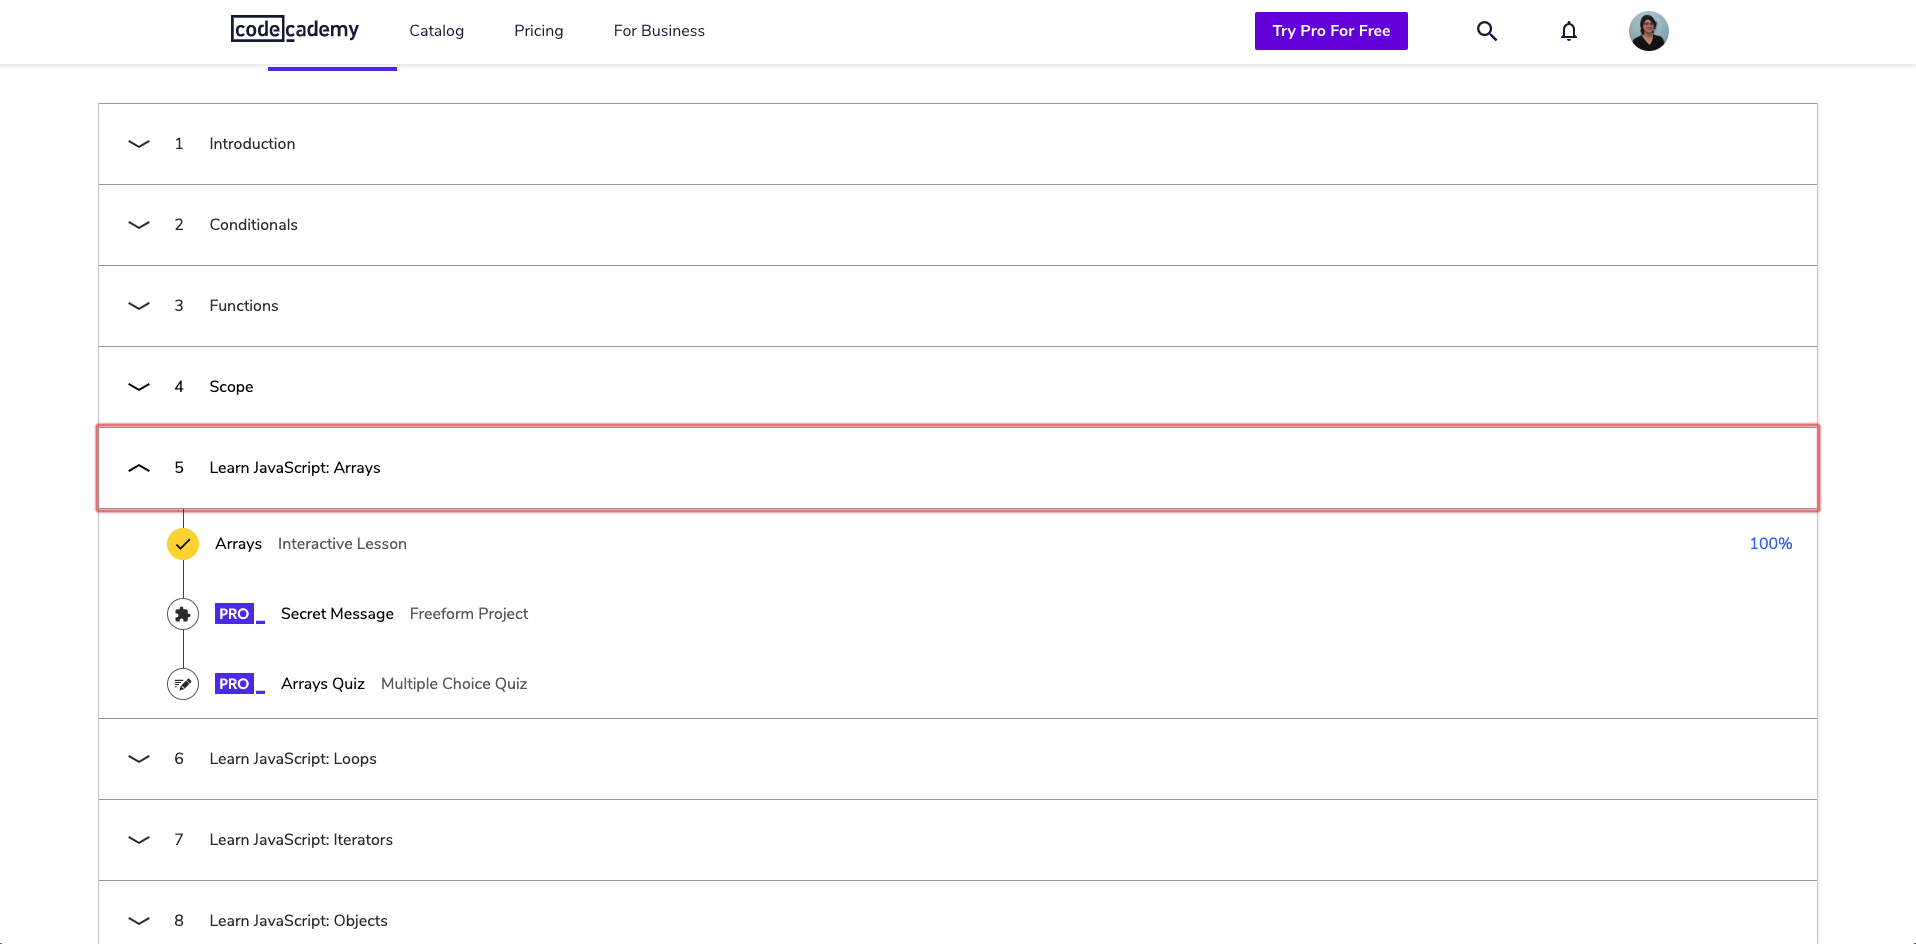 codecademy Catalog Pricing For Business Try Pro For Free
1 Introduction
2 Conditionals
3 Functions
4 Scope
5 Learn JavaScript: Arrays
Arrays Interactive Lesson 100%
PRO Secret Message Freeform Project
PRO Arrays Quiz Multiple Choice Quiz
6 Learn JavaScript: Loops
7 Learn JavaScript: Iterators
8 Learn JavaScript: Objects